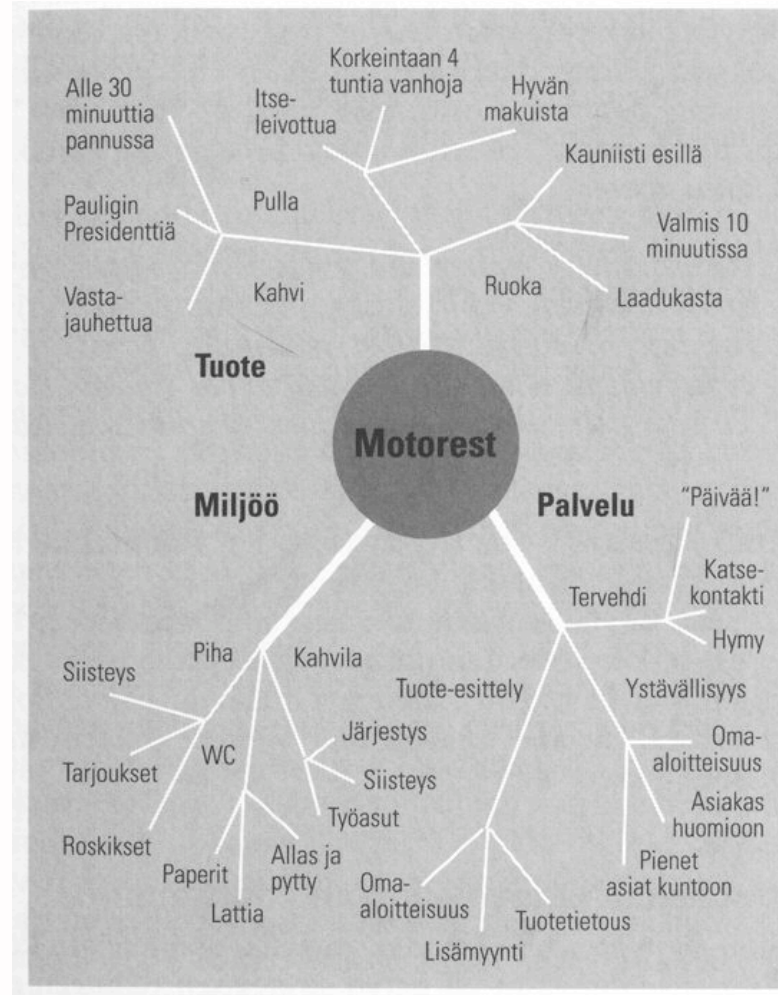 Korkeintaan 4
tuntia vanhoja
Alle 30
minuuttia
pannussa
Itse-
leivottua
Hyvän
makuista
Kauniisti esillä
Pauligin
Presidenttiä
Pulla
Valmis 10
minuutissa
Vasta-
jauhettua
Kahvi
Ruoka
Laadukasta
Tuote
Motorest
Miljöö
Palvelu
"Päivää!"
Tervehdi
Katse-
kontakti
Hymy
Piha
Kahvila
Siisteys
Tuote-esittely
Ystävällisyys
Tarjoukset
WC
Järjestys
Siisteys
Työasut
Oma-
aloitteisuus
Asiakas
huomioon
Roskikset
Paperit
Allas ja
pytty
Lattia
Pienet
asiat kuntoon
Oma-
aloitteisuus
Tuotetietous
Lisämyynti